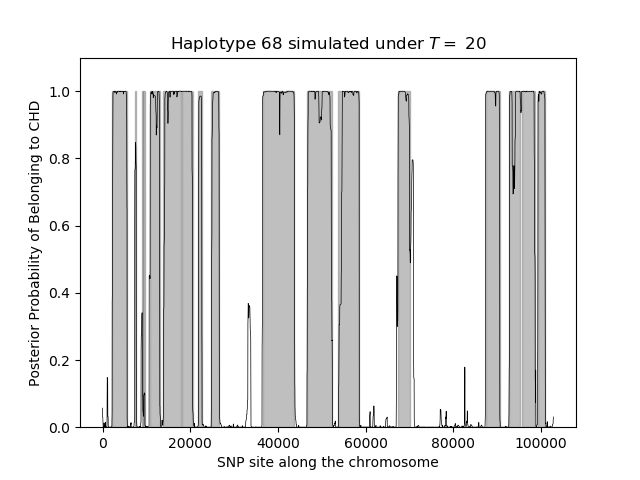 Haplotype 68 simulated under T = 20
Posterior Probability of Belonging to CHD
1.0
0.8
0.6
0.4
0.2
0.0
0 20000 40000 60000 80000 100000
SNP site along the chromosome